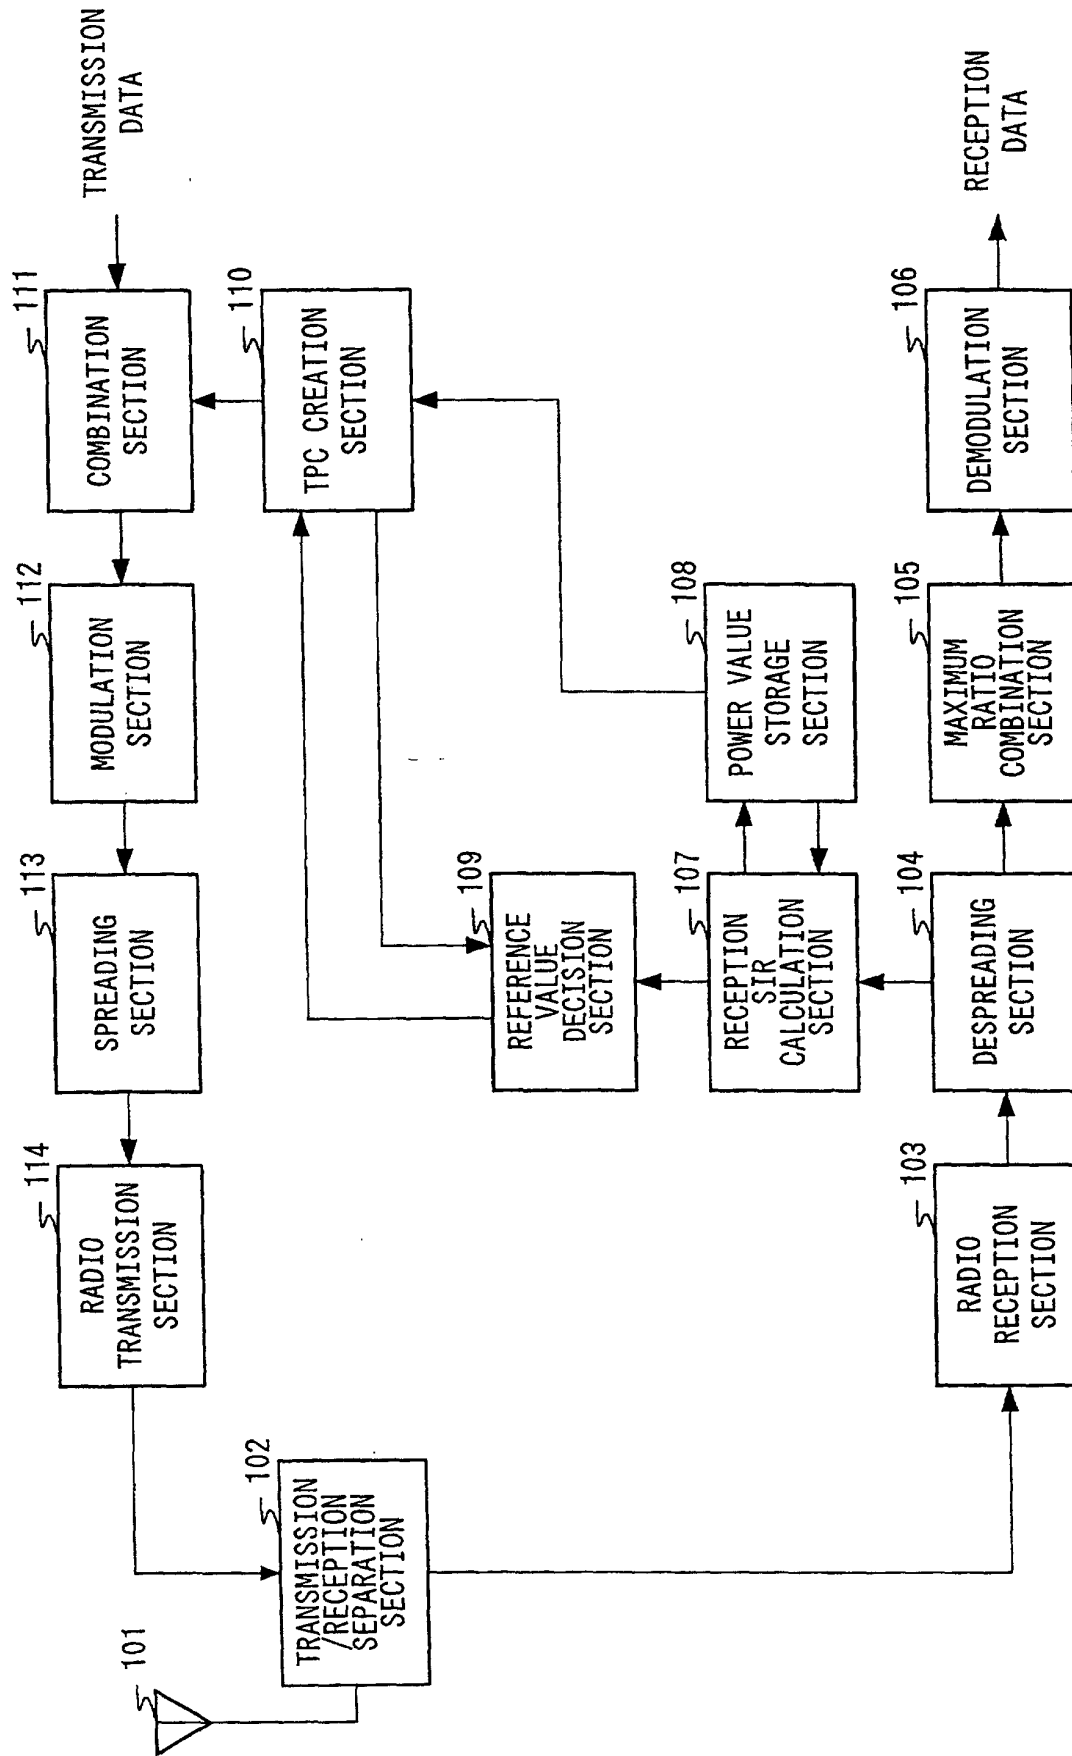 101
102
TRANSMISSION
/RECEPTION
SEPARATION
SECTION
114
RADIO
TRANSMISSION
SECTION
113
SPREADING
SECTION
112
MODULATION
SECTION
111
COMBINATION
SECTION
TRANSMISSION
DATA
110
TPC CREATION
SECTION
109
REFERENCE
VALUE
DECISION
SECTION
107
RECEPTION
SIR
CALCULATION
SECTION
108
POWER VALUE
STORAGE
SECTION
103
RADIO
RECEPTION
SECTION
104
DESPREADING
SECTION
105
MAXIMUM
RATIO
COMBINATION
SECTION
106
DEMODULATION
SECTION
RECEPTION
DATA